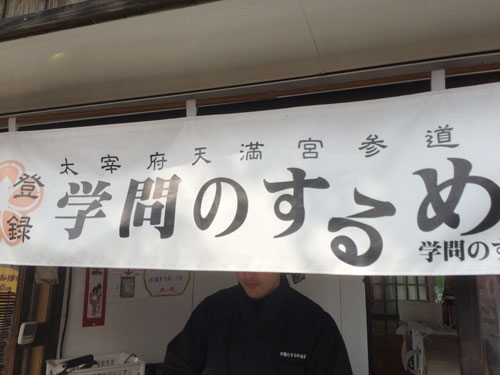 太宰府天満宮参道
登録
学問のするめ
学問のす